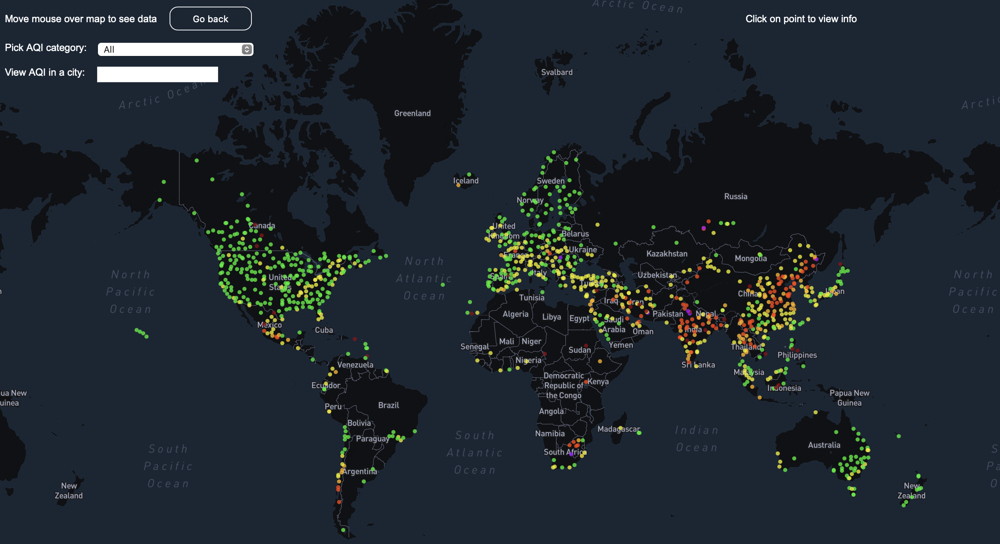 Arctic Ocean
Move mouse over map to see data
Go back
Click on point to view info
Pick AQI category:
All
View AQI in a city:
Svalbard
Arctic Ocean
Arctic
Greenland
Iceland
Sweden
Norway
Russia
Canada
United
Kingdom
Belarus
Ukraine
Kazakhstan
Mongolia
France
North
Pacific
Ocean
North
Atlantic
Ocean
United
States
Spain
Italy
Turkey
Uzbekistan
North
Pacific
Ocean
China
Japan
Tunisia
Iraq
Iran
Algeria
Libya
Egypt
Pakistan
Nepal
Saudi
Arabia
Oman
India
Mexico
Cuba
Mali
Niger
Senegal
Sudan
Yemen
Thailand
Philippines
Nigeria
Venezuela
Sri Lanka
Malaysia
Ecuador
Democratic
Republic of
the Congo
Kenya
Indonesia
Papua New
Guinea
ua New
uinea
Peru
Brazil
Angola
Bolivia
Madagascar
Namibia
Paraguay
South
Atlantic
Ocean
Indian
Ocean
Australia
South
Pacific
Ocean
South Africa
Argentina
New
Zealand
New
Zealand
S
Pa
O